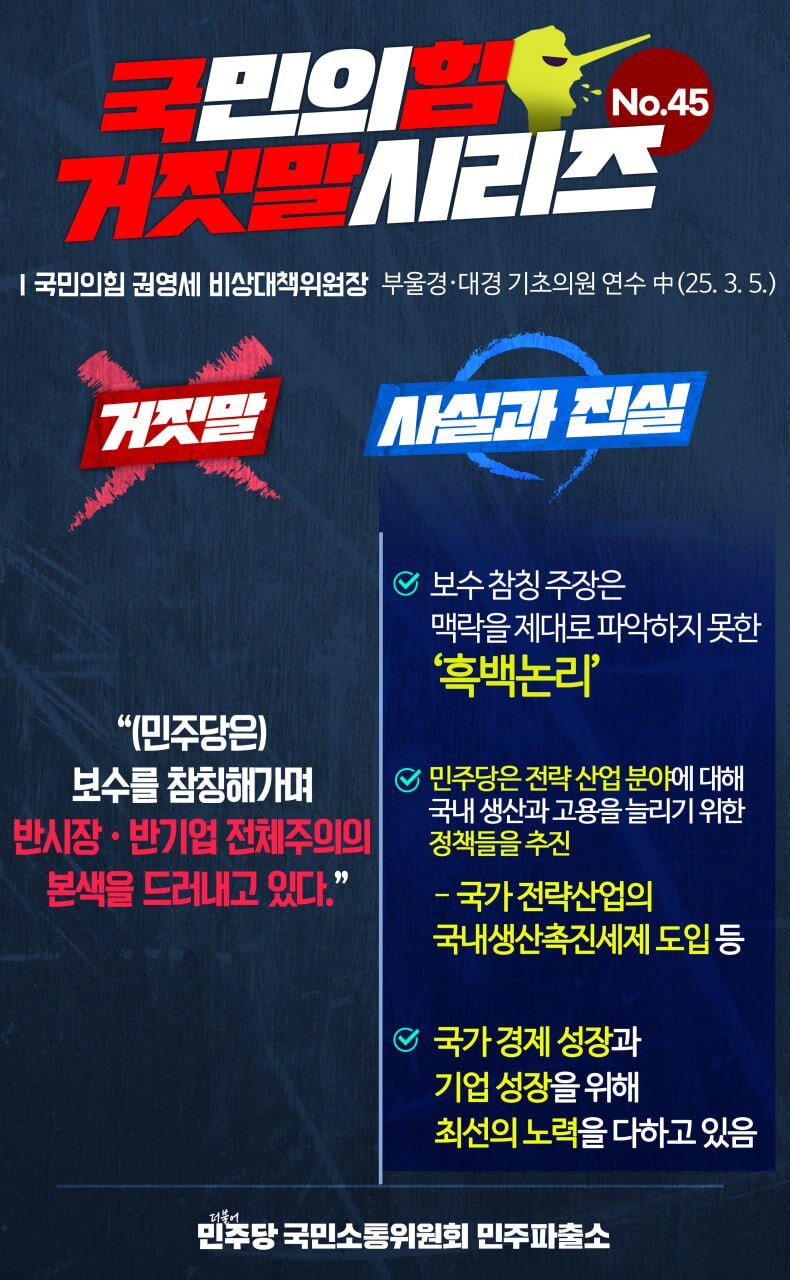 국민의힘
No.45
거짓말시리즈
| 국민의힘 권영세 비상대책위원장 부울경·대경 기초의원 연수 中(25. 3. 5.)
거짓말
사실과 진실
“(민주당은)
보수를 참칭해가며
반시장·반기업 전체주의의
본색을 드러내고 있다.”
보수 참칭 주장은
맥락을 제대로 파악하지 못한
‘흑백논리’
민주당은 전략 산업 분야에 대해
국내 생산과 고용을 늘리기 위한
정책들을 추진
- 국가 전략산업의
국내생산촉진세제 도입 등
국가 경제 성장과
기업 성장을 위해
최선의 노력을 다하고 있음
더불어
민주당 국민소통위원회 민주파출소